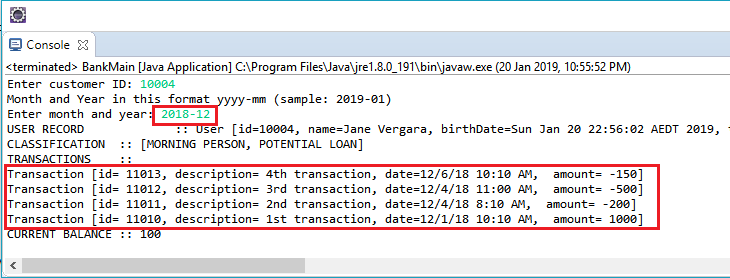 Console
<terminated> BankMain [Java Application] C:\Program Files\Java\jre1.8.0_191\bin\javaw.exe (20 Jan 2019, 10:55:52 PM)
Enter customer ID: 10004
Month and Year in this format yyyy-mm (sample: 2019-01)
Enter month and year: 2018-12
USER RECORD :: User [id=10004, name=Jane Vergara, birthDate=Sun Jan 20 22:56:02 AEDT 2019,
CLASSIFICATION :: [MORNING PERSON, POTENTIAL LOAN]
TRANSACTIONS ::
Transaction [id= 11013, description= 4th transaction, date=12/6/18 10:10 AM, amount= -150]
Transaction [id= 11012, description= 3rd transaction, date=12/4/18 11:00 AM, amount= -500]
Transaction [id= 11011, description= 2nd transaction, date=12/4/18 8:10 AM, amount= -200]
Transaction [id= 11010, description= 1st transaction, date=12/1/18 10:10 AM, amount= 1000]
CURRENT BALANCE :: 100